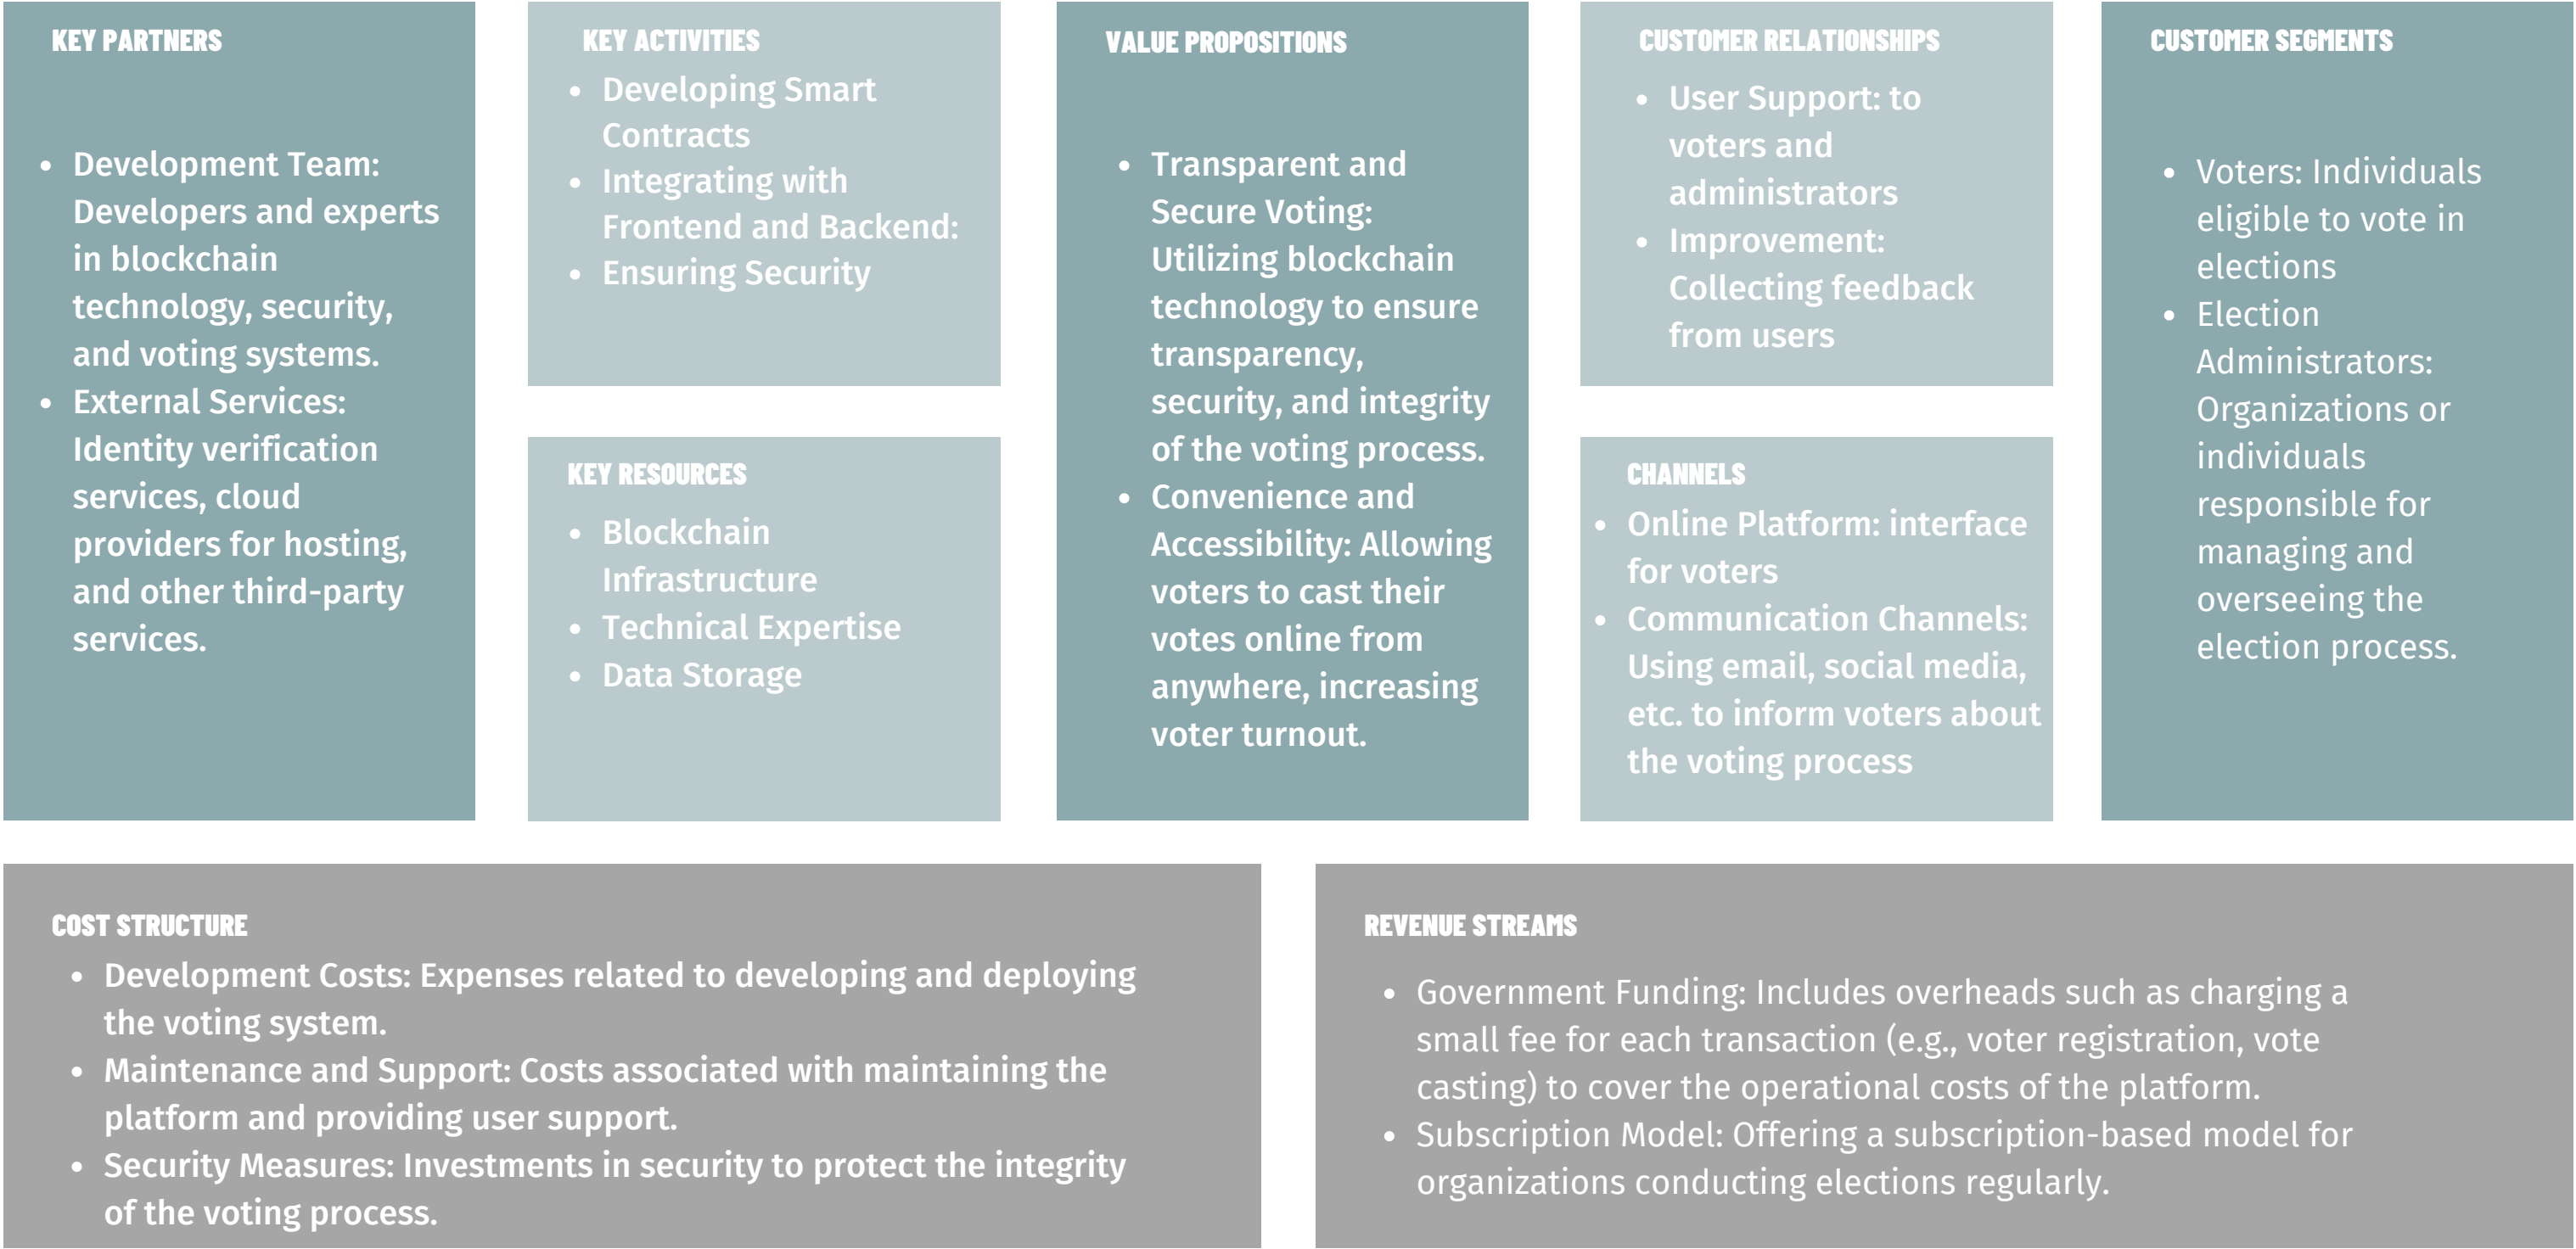 KEY PARTNERS
• Development Team:
Developers and experts
in blockchain
technology, security,
and voting systems.
• External Services:
Identity verification
services, cloud
providers for hosting,
and other third-party
services.
KEY ACTIVITIES
• Developing Smart
Contracts
• Integrating with
Frontend and Backend:
• Ensuring Security
KEY RESOURCES
• Blockchain
Infrastructure
• Technical Expertise
• Data Storage
VALUE PROPOSITIONS
• Transparent and
Secure Voting:
Utilizing blockchain
technology to ensure
transparency,
security, and integrity
of the voting process.
• Convenience and
Accessibility: Allowing
voters to cast their
votes online from
anywhere, increasing
voter turnout.
CUSTOMER RELATIONSHIPS
• User Support: to
voters and
administrators
• Improvement:
Collecting feedback
from users
CHANNELS
• Online Platform: interface
for voters
• Communication Channels:
Using email, social media,
etc. to inform voters about
the voting process
CUSTOMER SEGMENTS
• Voters: Individuals
eligible to vote in
elections
• Election
Administrators:
Organizations or
individuals
responsible for
managing and
overseeing the
election process.
COST STRUCTURE
• Development Costs: Expenses related to developing and deploying
the voting system.
• Maintenance and Support: Costs associated with maintaining the
platform and providing user support.
• Security Measures: Investments in security to protect the integrity
of the voting process.
REVENUE STREAMS
• Government Funding: Includes overheads such as charging a
small fee for each transaction (e.g., voter registration, vote
casting) to cover the operational costs of the platform.
• Subscription Model: Offering a subscription-based model for
organizations conducting elections regularly.